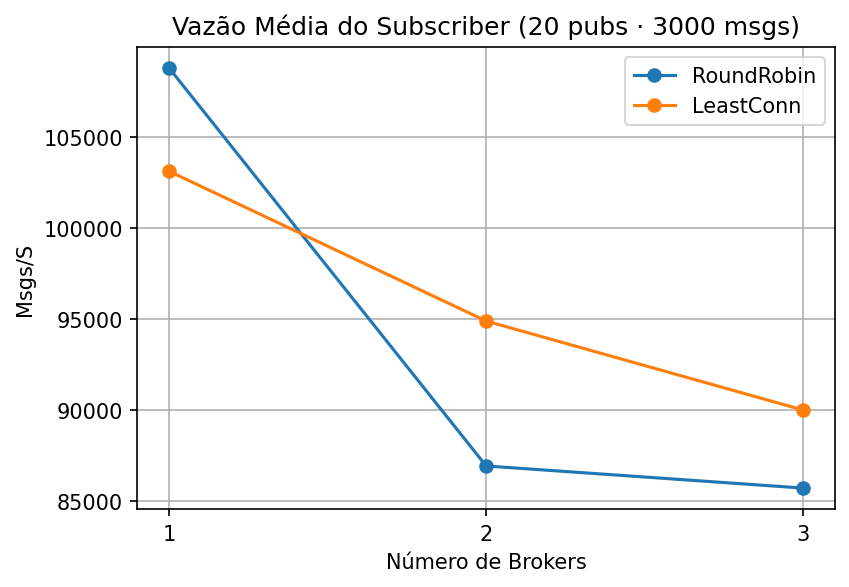 Vazão Média do Subscriber (20 pubs · 3000 msgs)
RoundRobin
LeastConn
105000
100000
95000
90000
85000
Msgs/S
1
2
3
Número de Brokers